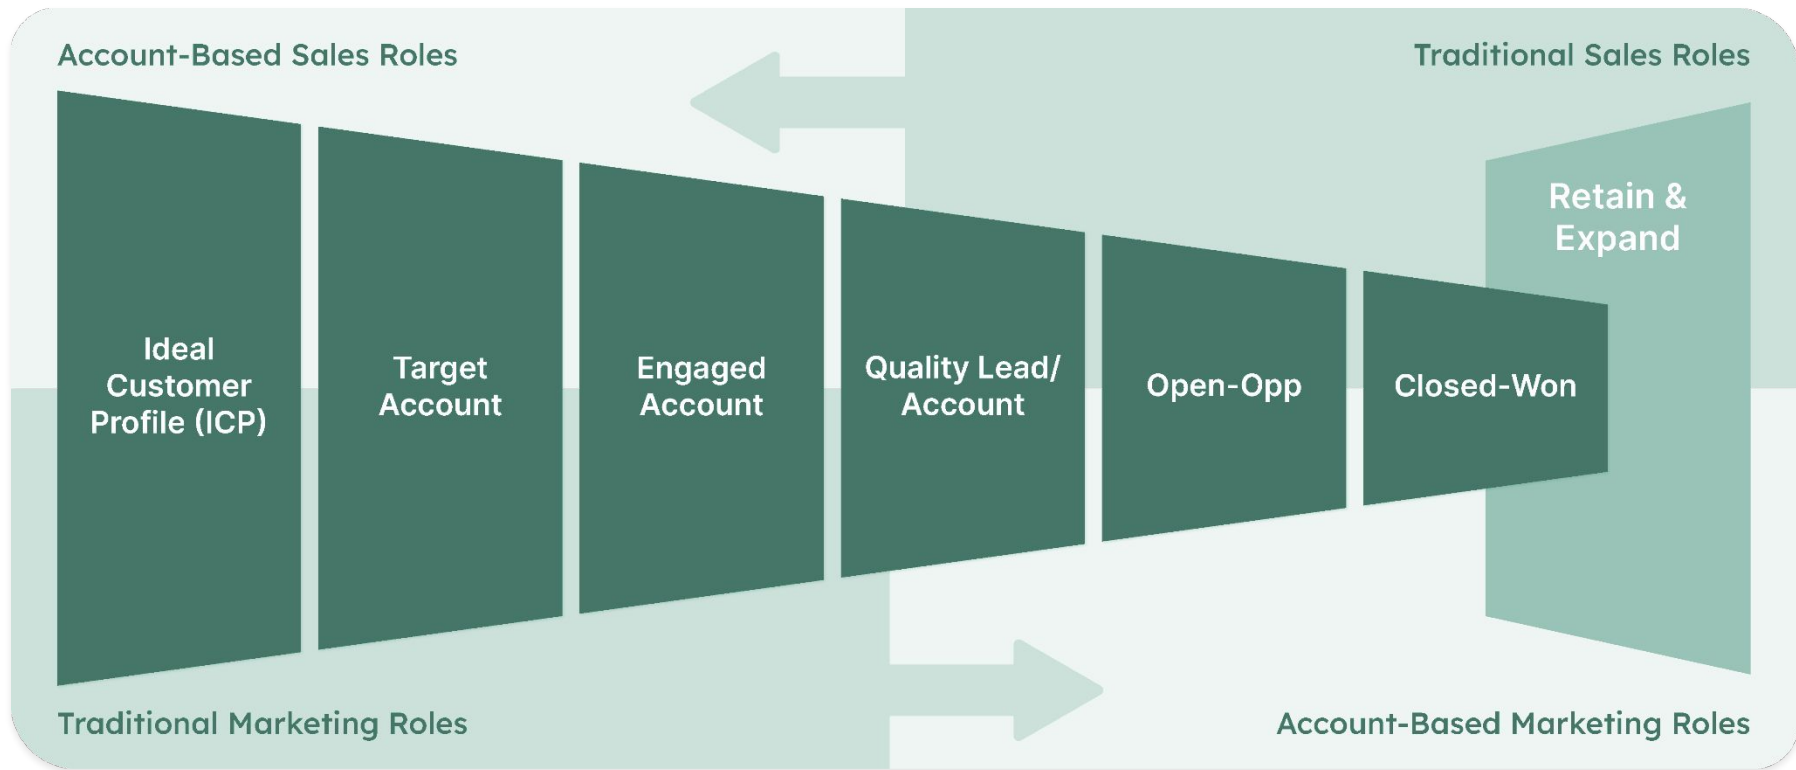 Account-Based Sales Roles
Traditional Sales Roles
Ideal
Customer
Profile (ICP)
Target
Account
Engaged
Account
Quality Lead/
Account
Open-Opp
Closed-Won
Retain &
Expand
Traditional Marketing Roles
Account-Based Marketing Roles